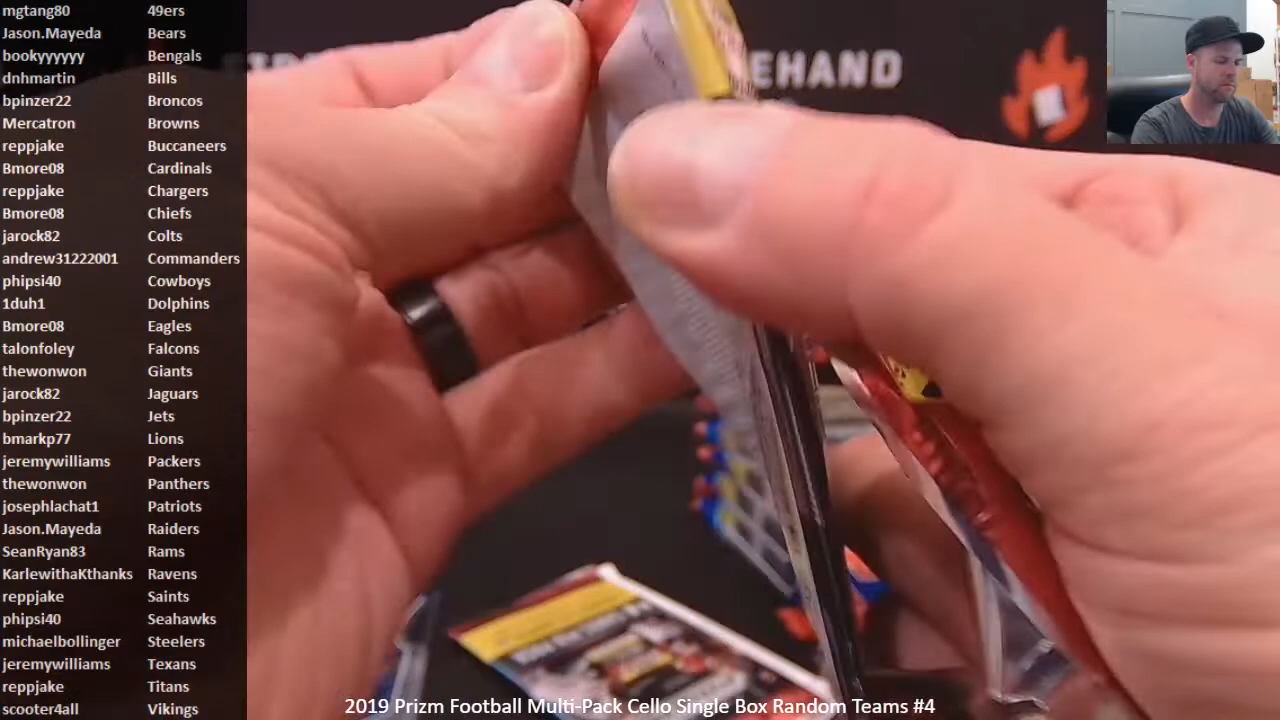 mgtang80 49ers
Jason.Mayeda Bears
bookyyyyyy Bengals
dnhmartin Bills
bpinzer22 Broncos
Mercatron Browns
reppjake Buccaneers
Bmore08 Cardinals
reppjake Chargers
Bmore08 Chiefs
jarock82 Colts
andrew31222001 Commanders
phipsi40 Cowboys
1duh1 Dolphins
Bmore08 Eagles
talonfoley Falcons
thewonwon Giants
jarock82 Jaguars
bpinzer22 Jets
bmarkp77 Lions
jeremywilliams Packers
thewonwon Panthers
josephlachat1 Patriots
Jason.Mayeda Raiders
SeanRyan83 Rams
KarlewithaKthanks Ravens
reppjake Saints
phipsi40 Seahawks
michaelbollinger Steelers
jeremywilliams Texans
reppjake Titans
scooter4all Vikings
EHAND
2019 Prizm Football Multi-Pack Cello Single Box Random Teams #4